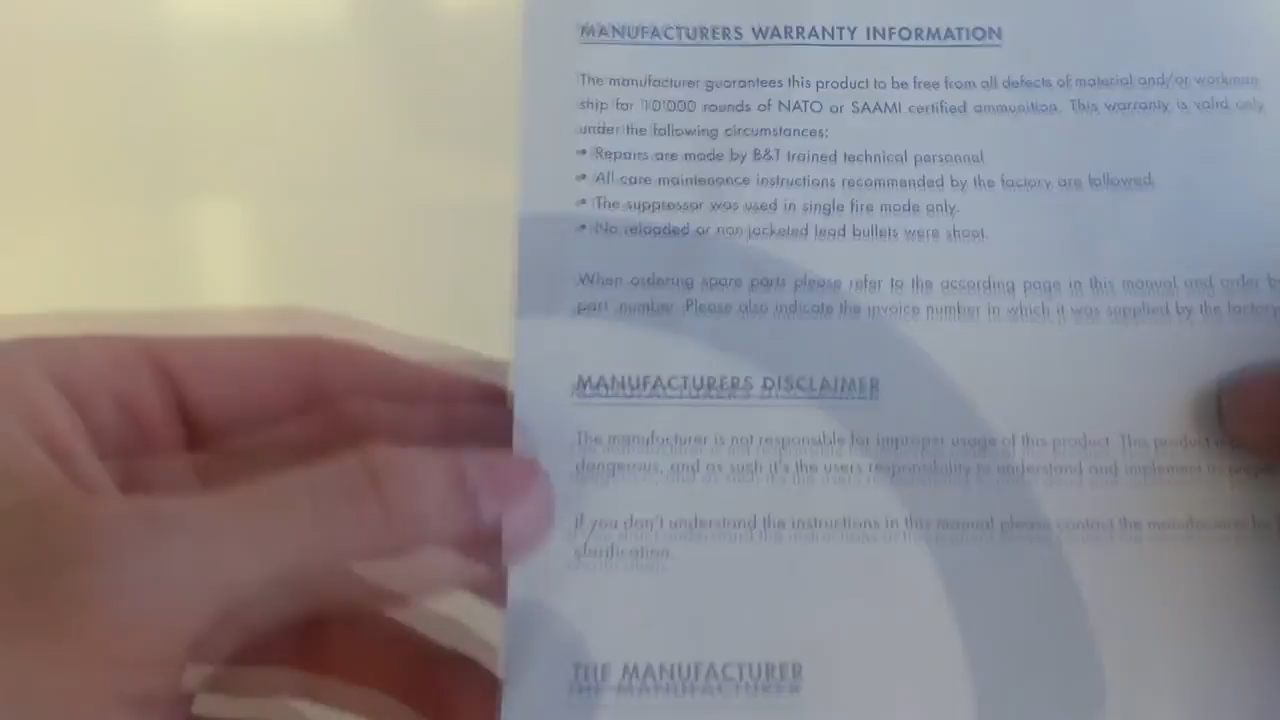 MANUFACTURERS WARRANTY INFORMATION
The manufacturer guarantees this product to be free from all defects of material and/or workman
ship for 10'000 rounds of NATO or SAAMI certified ammunition. This warranty is valid only
under the following circumstances:
Repairs are made by B&T trained technical personnal
All care maintenance instructions recommended by the factory are followed
The suppressor was used in single fire mode only.
No reloaded or non jacketed lead bullets were shoot
When ordering spare parts please refer to the according page in this manual and order b
part number. Please also indicate the invoice number in which it was supplied by the factory
MANUFACTURERS DISCLAIMER
The manufacturer is not responsible for improper usage of this product. This product
dangerous, and as such it's the users responsability to understand and implement
If you don't understand the instructions in this manual please contact the manufacturer
clarification
THE MANUFACTURER